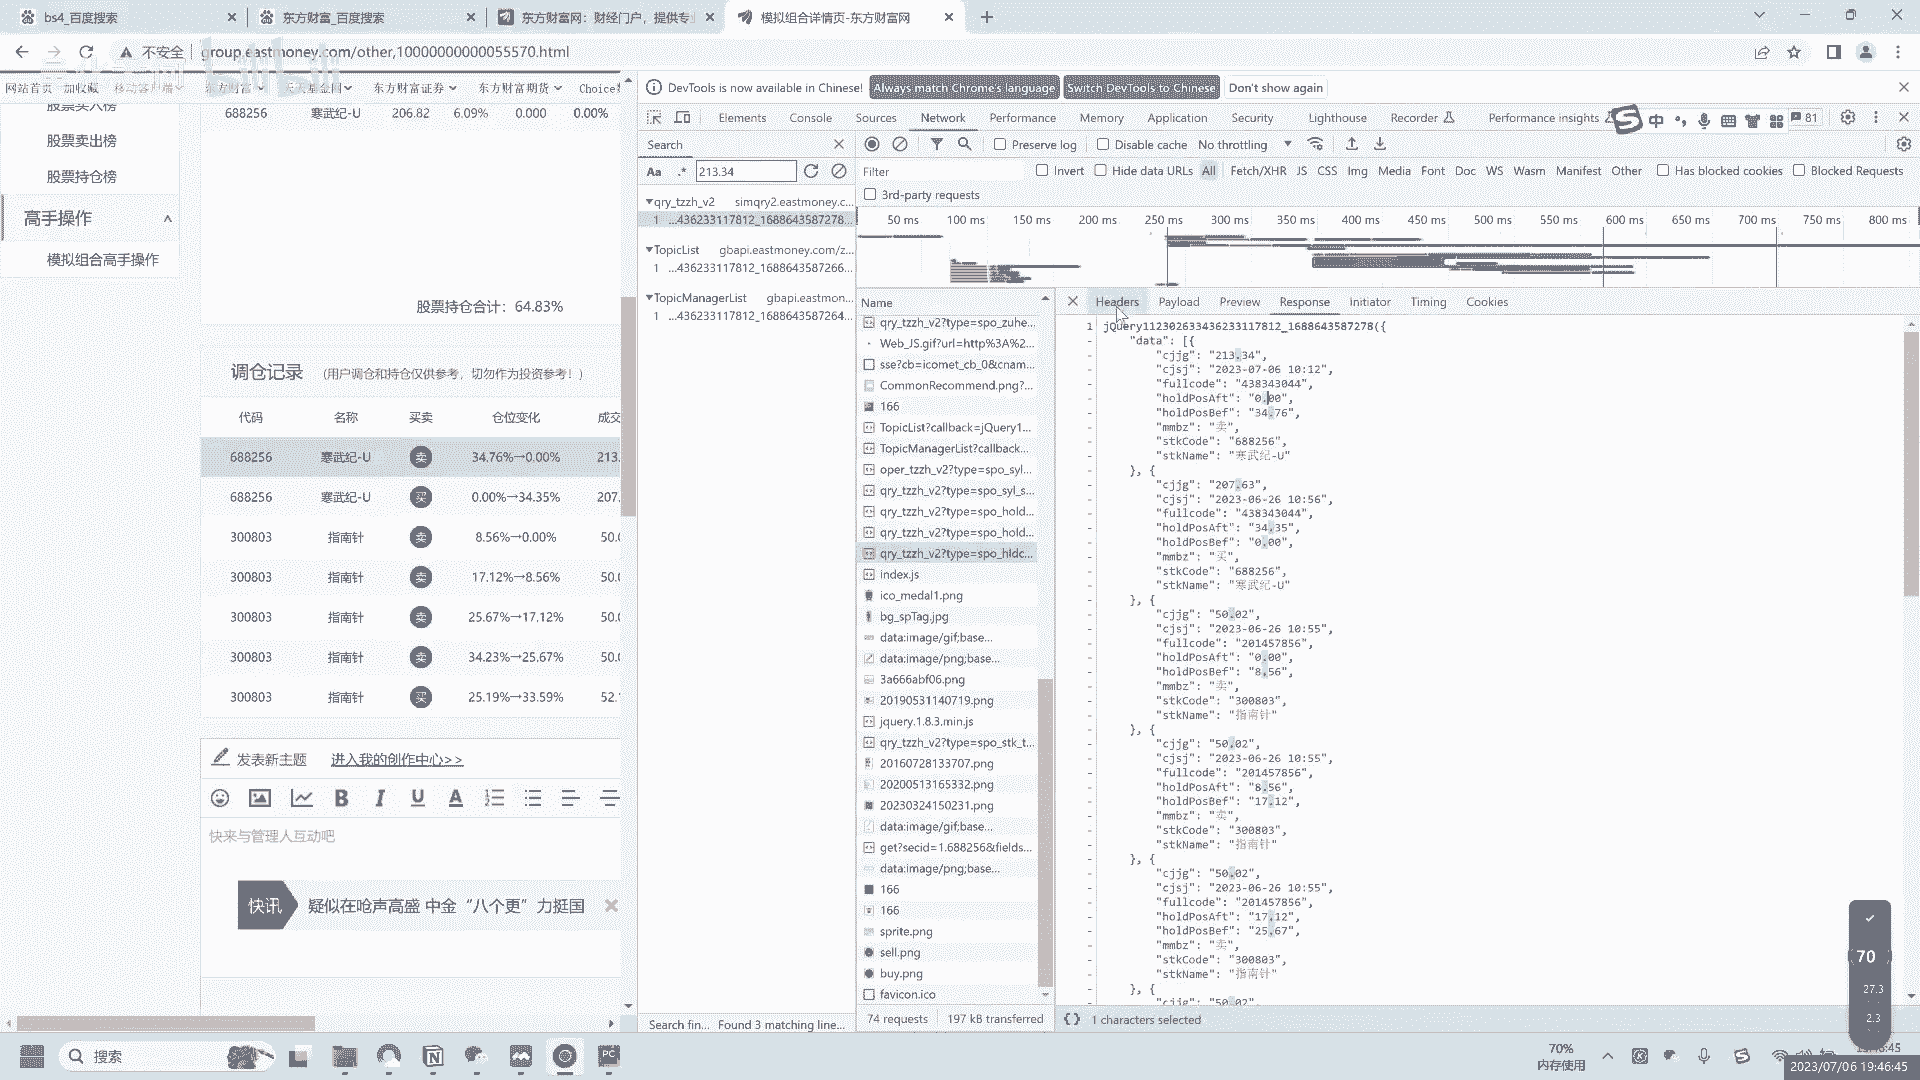 bs4_百度搜索
东方财富_百度搜索
东方财富网：财经门户，提供专业
模拟组合详情页-东方财富网
不安全
group.eastmoney.com/other,10000000000055570.html
网站首页 加收藏 移动客户端 东方财富 天天基金网 东方财富证券 东方财富期货 Choice数
股票买入榜
股票卖出榜
股票持仓榜
高手操作
模拟组合高手操作
688256 寒武纪-U 206.82 6.09% 0.000 0.00%
股票持仓合计：64.83%
调仓记录 (用户调仓和持仓仅供参考，切勿作为投资参考！)
代码 名称 买卖 仓位变化 成交
688256 寒武纪-U 卖 34.76%→0.00% 213.
688256 寒武纪-U 买 0.00%→34.35% 207.
300803 指南针 卖 8.56%→0.00% 50.0
300803 指南针 卖 17.12%→8.56% 50.0
300803 指南针 卖 25.67%→17.12% 50.0
300803 指南针 卖 34.23%→25.67% 50.0
300803 指南针 买 25.19%→33.59% 52.
发表新主题 进入我的创作中心>>
快来与管理人互动吧
快讯 疑似在呛声高盛 中金“八个更”力挺国
DevTools is now available in Chinese! Always match Chrome's language Switch DevTools to Chinese Don't show again
Elements Console Sources Network Performance Memory Application Security Lighthouse Recorder Performance insights 中 81
Search
Aa .* 213.34
qry_tzzh_v2 simqry2.eastmoney.c...
1 ...436233117812_1688643587278...
TopicList gbapi.eastmoney.com/z...
1 ...436233117812_1688643587266...
TopicManagerList gbapi.eastmon...
1 ...436233117812_1688643587264...
Search fin... Found 3 matching line...
Preserve log Disable cache No throttling
Filter Invert Hide data URLs All Fetch/XHR JS CSS Img Media Font Doc WS Wasm Manifest Other Has blocked cookies Blocked Requests
3rd-party requests
50 ms 100 ms 150 ms 200 ms 250 ms 300 ms 350 ms 400 ms 450 ms 500 ms 550 ms 600 ms 650 ms 700 ms 750 ms 800 ms
Name
qry_tzzh_v2?type=spo_zuhe...
Web_JS.gif?url=http%3A%2...
sse?cb=icomet_cb_0&cnam...
CommonRecommend.png?...
166
TopicList?callback=jQuery1...
TopicManagerList?callback...
oper_tzzh_v2?type=spo_syl...
qry_tzzh_v2?type=spo_syl_s...
qry_tzzh_v2?type=spo_hold...
qry_tzzh_v2?type=spo_hold...
qry_tzzh_v2?type=spo_hldc...
index.js
ico_medal1.png
bg_spTag.jpg
data:image/gif;base...
data:image/png;base...
3a666abf06.png
20190531140719.png
jquery.1.8.3.min.js
qry_tzzh_v2?type=spo_stk_t...
20160728133707.png
20200513165332.png
20230324150231.png
data:image/gif;base...
get?secid=1.688256&fields...
data:image/png;base...
166
166
sprite.png
sell.png
buy.png
favicon.ico
74 requests 197 kB transferred
Headers Payload Preview Response Initiator Timing Cookies
1 jQuery112302633436233117812_1688643587278({
"data": [{
"cjjg": "213.34",
"cjsj": "2023-07-06 10:12",
"fullcode": "438343044",
"holdPosAft": "0.00",
"holdPosBef": "34.76",
"mmbz": "卖",
"stkCode": "688256",
"stkName": "寒武纪-U"
}, {
"cjjg": "207.63",
"cjsj": "2023-06-26 10:56",
"fullcode": "438343044",
"holdPosAft": "34.35",
"holdPosBef": "0.00",
"mmbz": "买",
"stkCode": "688256",
"stkName": "寒武纪-U"
}, {
"cjjg": "50.02",
"cjsj": "2023-06-26 10:55",
"fullcode": "201457856",
"holdPosAft": "0.00",
"holdPosBef": "8.56",
"mmbz": "卖",
"stkCode": "300803",
"stkName": "指南针"
}, {
"cjjg": "50.02",
"cjsj": "2023-06-26 10:55",
"fullcode": "201457856",
"holdPosAft": "8.56",
"holdPosBef": "17.12",
"mmbz": "卖",
"stkCode": "300803",
"stkName": "指南针"
}, {
"cjjg": "50.02",
"cjsj": "2023-06-26 10:55",
"fullcode": "201457856",
"holdPosAft": "17.12",
"holdPosBef": "25.67",
"mmbz": "卖",
"stkCode": "300803",
"stkName": "指南针"
}, {
"cjjg": "50.02",
{} 1 characters selected
70
27.3
2.3
搜索
70%
内存使用
2023/07/06 19:46:45